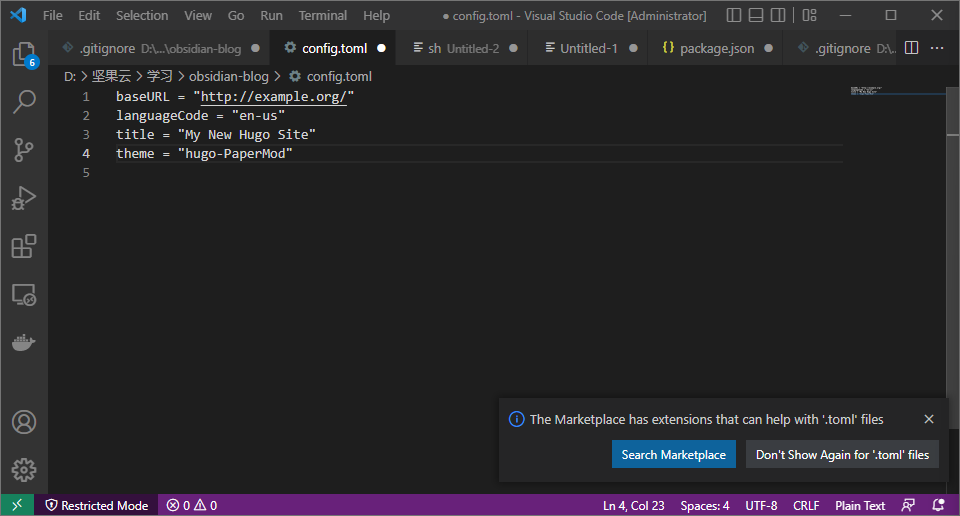 File Edit Selection View Go Run Terminal Help ● config.toml - Visual Studio Code [Administrator]
.gitignore D:\...\obsidian-blog ● config.toml ● sh Untitled-2 ● Untitled-1 ● {} package.json ● .gitignore D:\... ···
D: > 坚果云 > 学习 > obsidian-blog > config.toml
1 baseURL = "http://example.org/"
2 languageCode = "en-us"
3 title = "My New Hugo Site"
4 theme = "hugo-PaperMod"
5
6
The Marketplace has extensions that can help with '.toml' files
Search Marketplace Don't Show Again for '.toml' files
Restricted Mode 0 0 Ln 4, Col 23 Spaces: 4 UTF-8 CRLF Plain Text